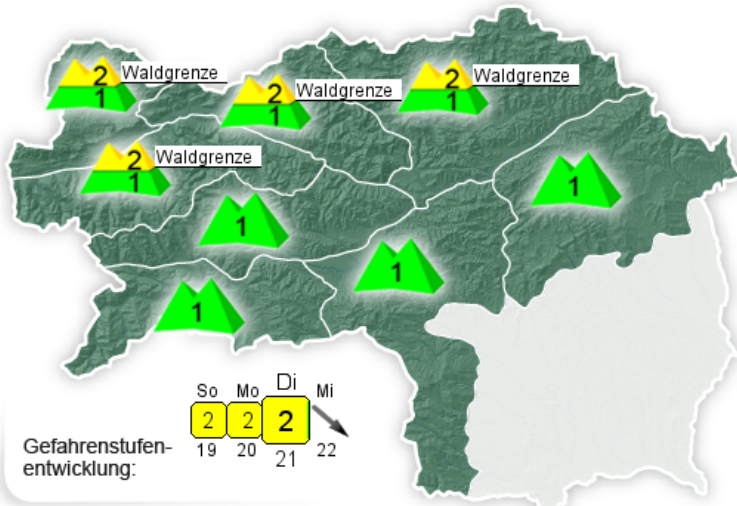 2 Waldgrenze
1
2 Waldgrenze
1
2 Waldgrenze
1
2 Waldgrenze
1
1
1
1
1
So Mo Di Mi
2 2 2
19 20 21 22
Gefahrenstufen-
entwicklung: